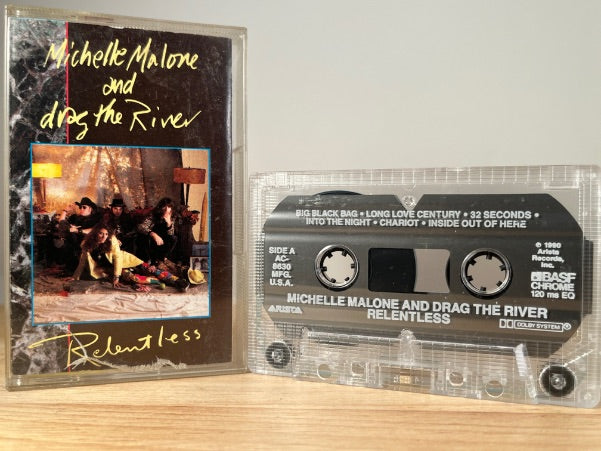 Michelle Malone
and
drag the River
Relentless
BIG BLACK BAG • LONG LOVE CENTURY • 32 SECONDS •
INTO THE NIGHT • CHARIOT • INSIDE OUT OF HERE
SIDE A
AC-
8630
MFG.
U.S.A.
℗ 1990
Arista
Records,
Inc.
BASF
CHROME
120 ms EQ
MICHELLE MALONE AND DRAG THE RIVER
RELENTLESS
ARISTA
DOLBY SYSTEM